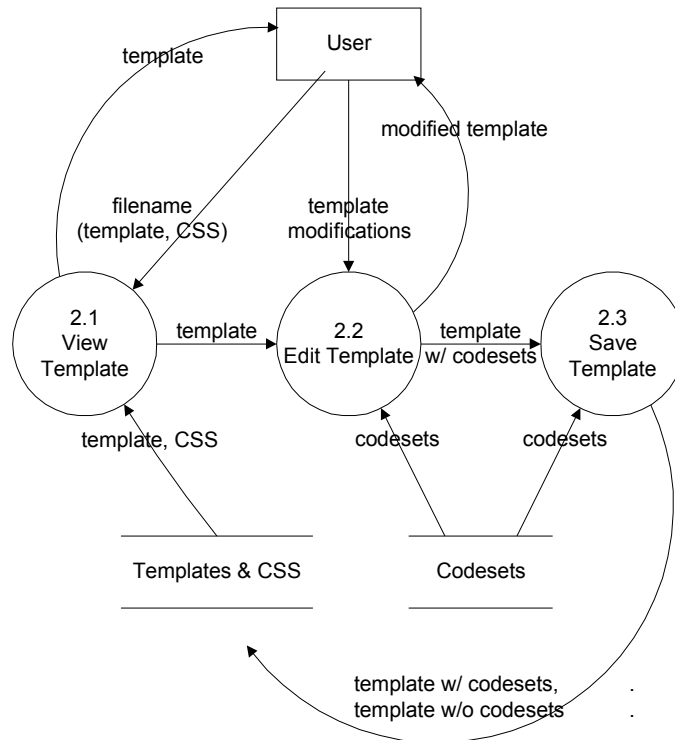 User
template
modified template
filename
(template, CSS)
template
modifications
2.1
View
Template
template
2.2
Edit Template
template
w/ codesets
2.3
Save
Template
template, CSS
codesets
codesets
Templates & CSS
Codesets
template w/ codesets, .
template w/o codesets .